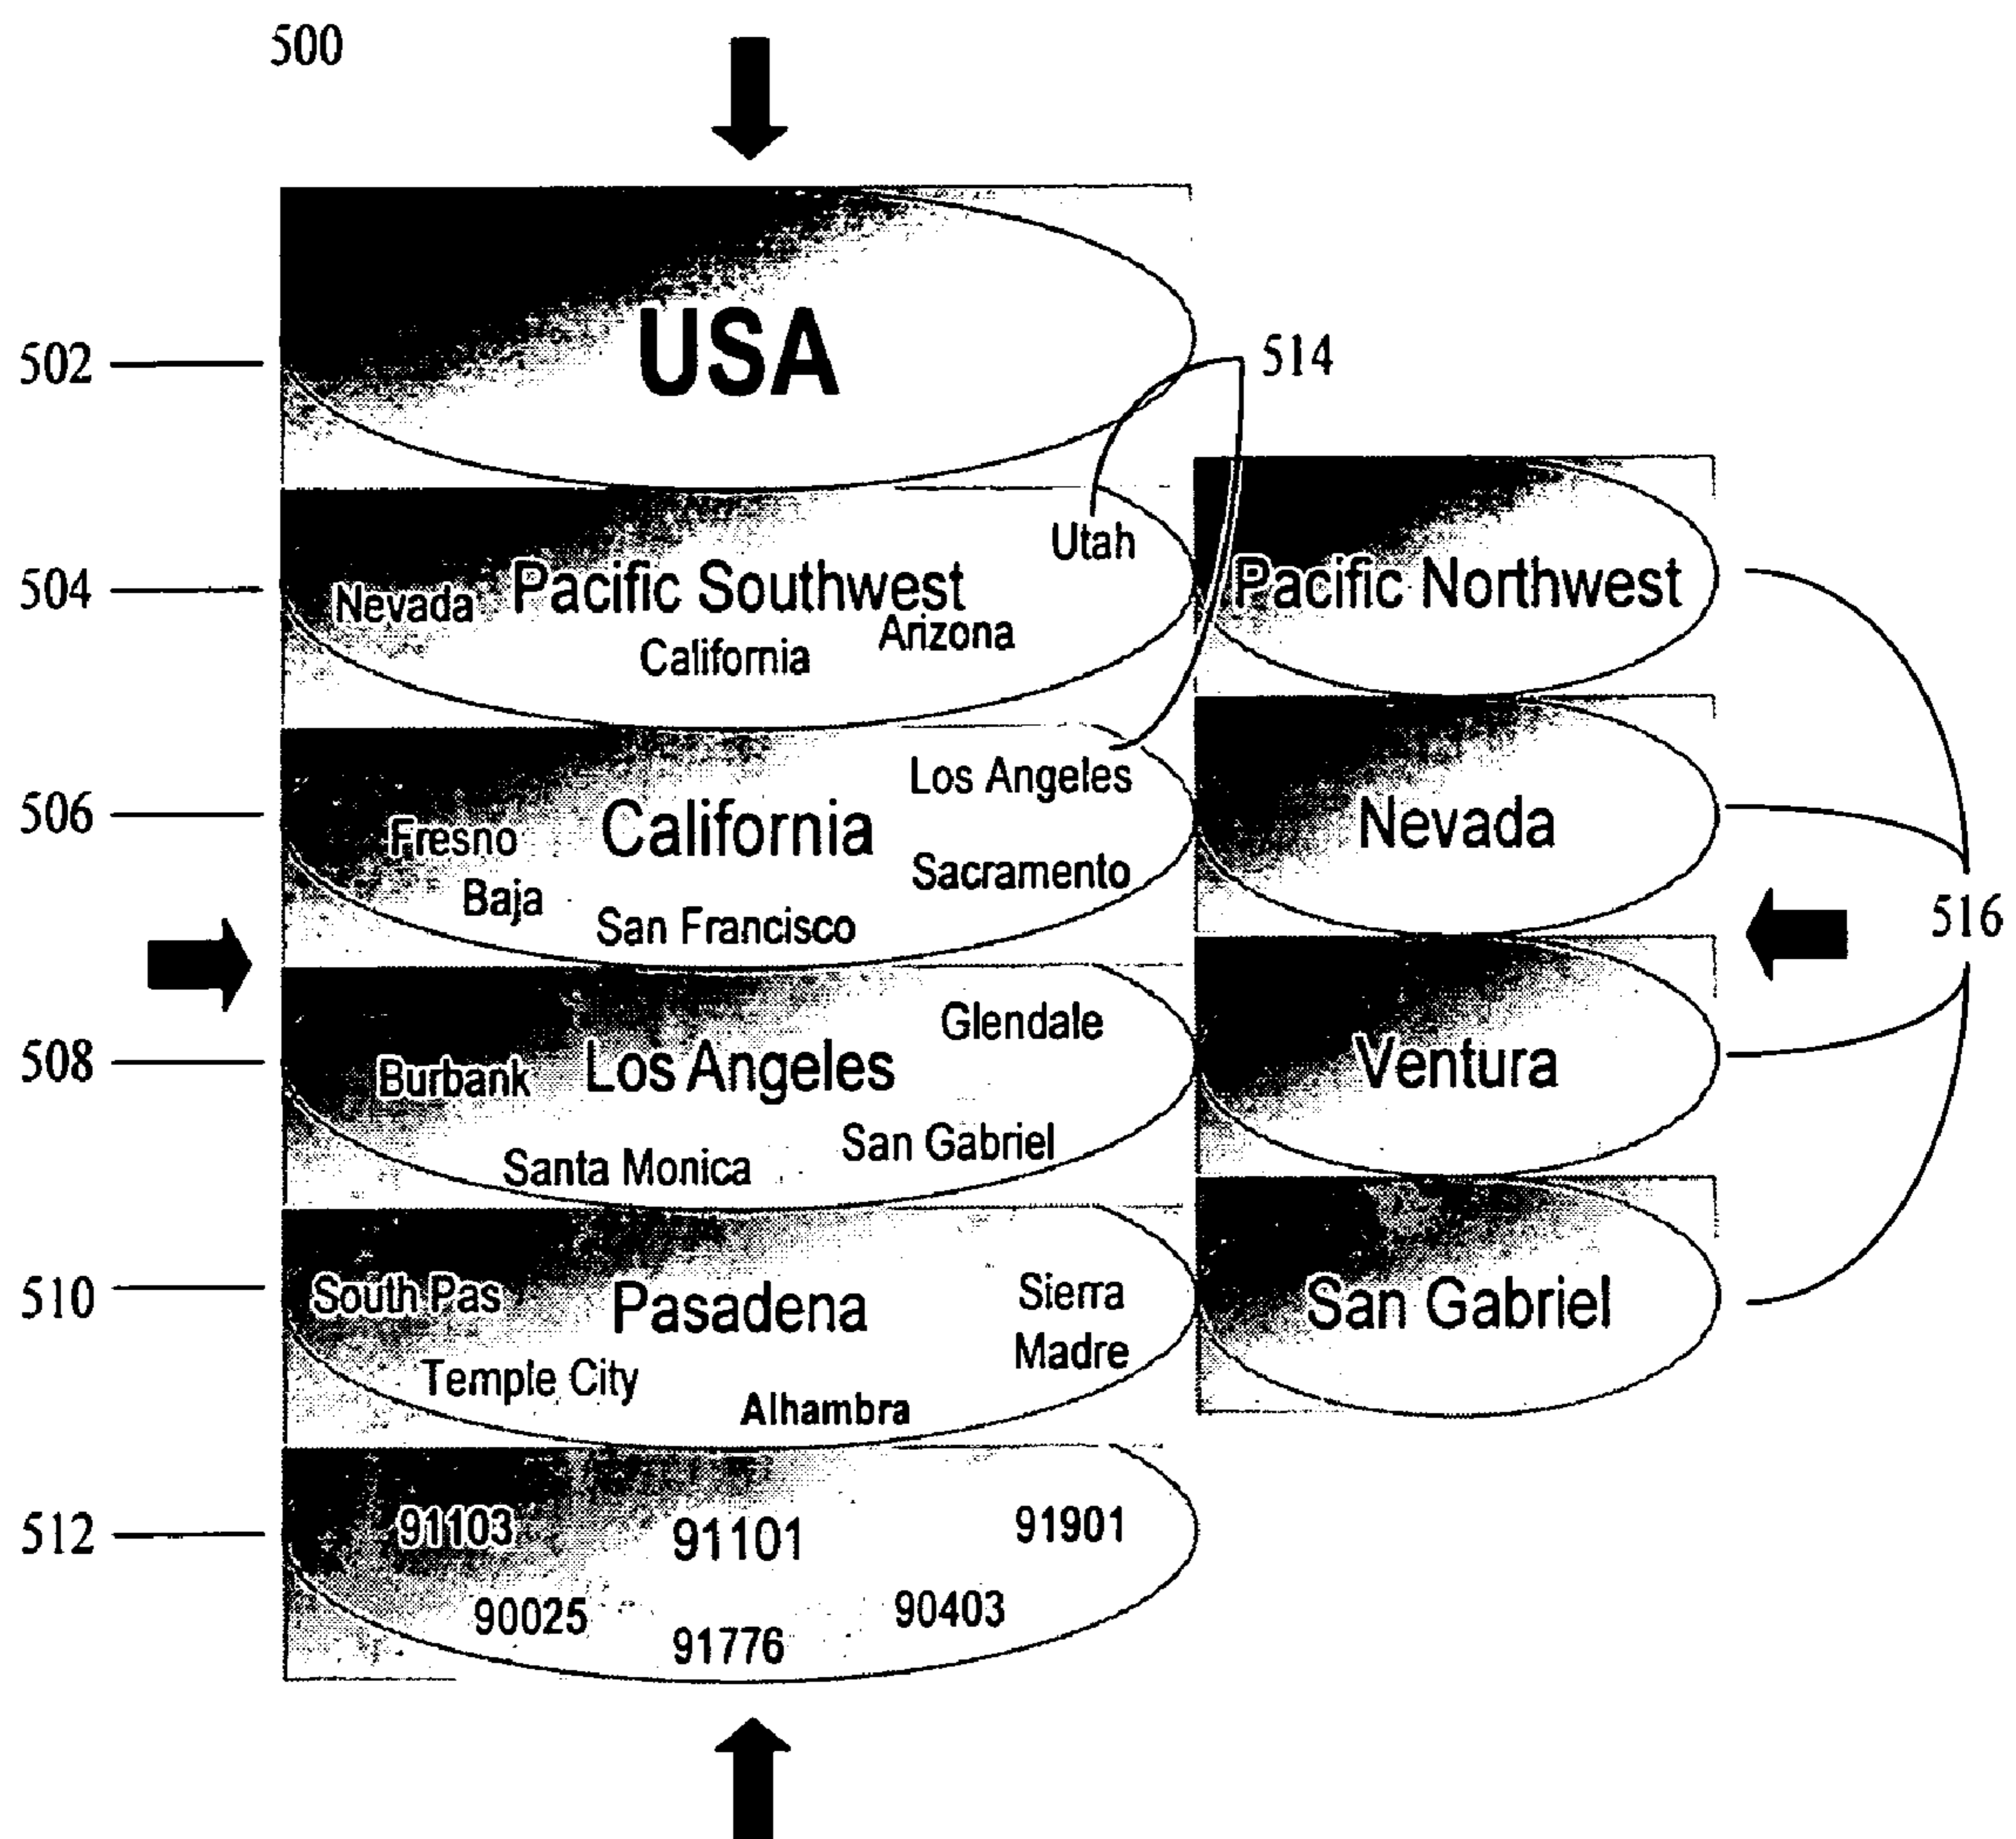 500
USA
502
514
Utah
504
Nevada
Pacific Southwest
Arizona
California
Pacific Northwest
Los Angeles
506
California
Fresno
Sacramento
Baja
San Francisco
Nevada
516
Glendale
508
Burbank
Los Angeles
San Gabriel
Santa Monica
Ventura
510
South Pas
Pasadena
Sierra
Madre
Temple City
Alhambra
San Gabriel
512
91103
91101
91901
90025
91776
90403